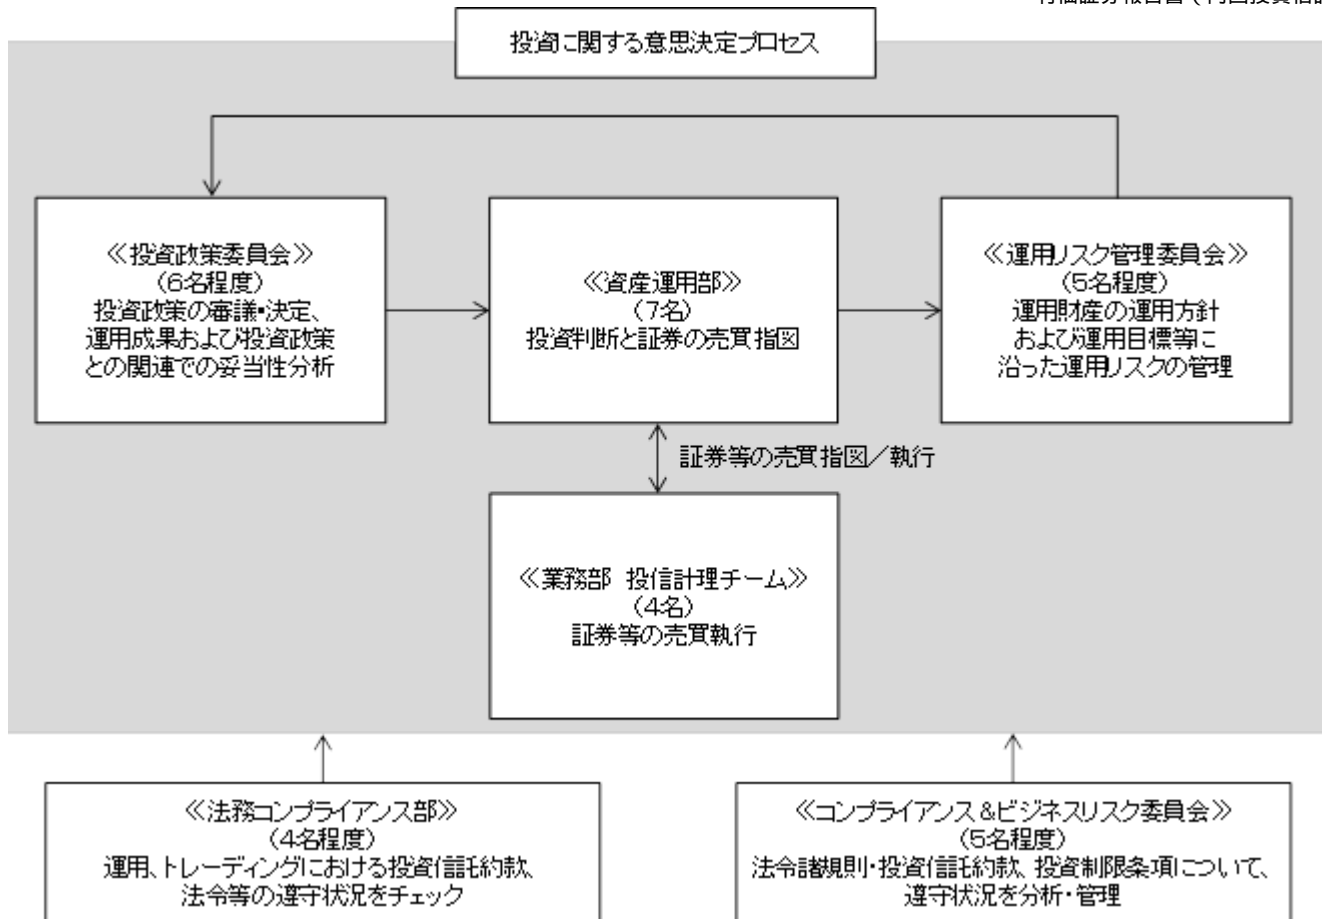 投資に関する意思決定プロセス
≪投資政策委員会≫
(6名程度)
投資政策の審議・決定、
運用成果および投資政策
との関連での妥当性分析
≪資産運用部≫
(7名)
投資判断と証券の売買指図
≪運用リスク管理委員会≫
(5名程度)
運用財産の運用方針
および運用目標等に
沿った運用リスクの管理
証券等の売買指図/執行
≪業務部 投信計理チーム≫
(4名)
証券等の売買執行
≪法務コンプライアンス部≫
(4名程度)
運用、トレーディングにおける投資信託約款、
法令等の遵守状況をチェック
≪コンプライアンス&ビジネスリスク委員会≫
(5名程度)
法令諸規則・投資信託約款、投資制限条項について、
遵守状況を分析・管理